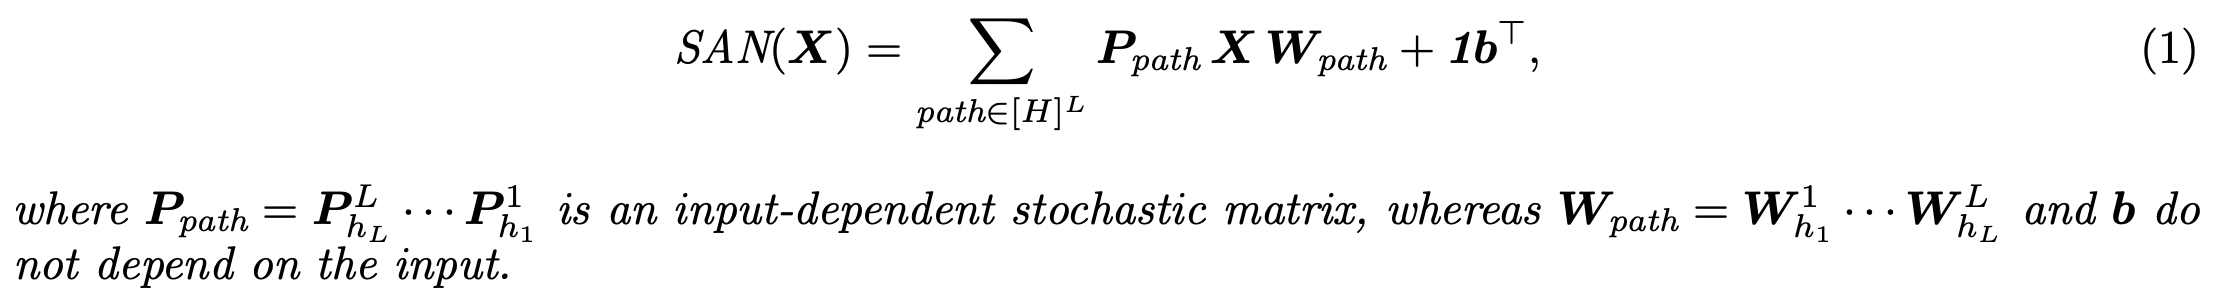 SAN(X) = ∑_{path∈[H]^L} P_{path} X W_{path} + 1b^⊤, (1)
where P_{path} = P^L_{h_L} ⋯ P^1_{h_1} is an input-dependent stochastic matrix, whereas W_{path} = W^1_{h_1} ⋯ W^L_{h_L} and b do
not depend on the input.